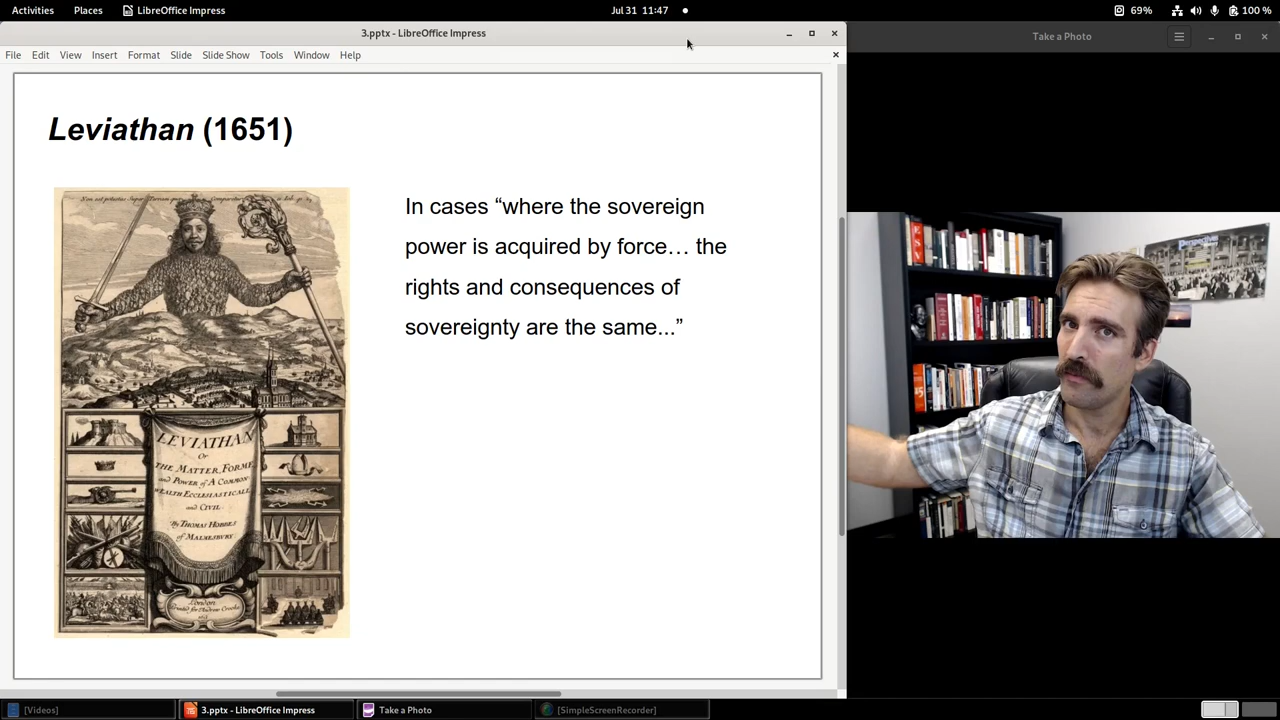 Activities Places LibreOffice Impress Jul 31 11:47 69% 100 %
3.pptx - LibreOffice Impress
Take a Photo
File Edit View Insert Format Slide Slide Show Tools Window Help
Leviathan (1651)
In cases “where the sovereign
power is acquired by force… the
rights and consequences of
sovereignty are the same...”
LEVIATHAN
Or
THE MATTER, FORME
and Power of A COMMON-
WEALTH ECCLESIASTICALL
and CIVIL.
By THOMAS HOBBES
of MALMESBURY.
London
[Videos] 3.pptx - LibreOffice Impress Take a Photo [SimpleScreenRecorder]